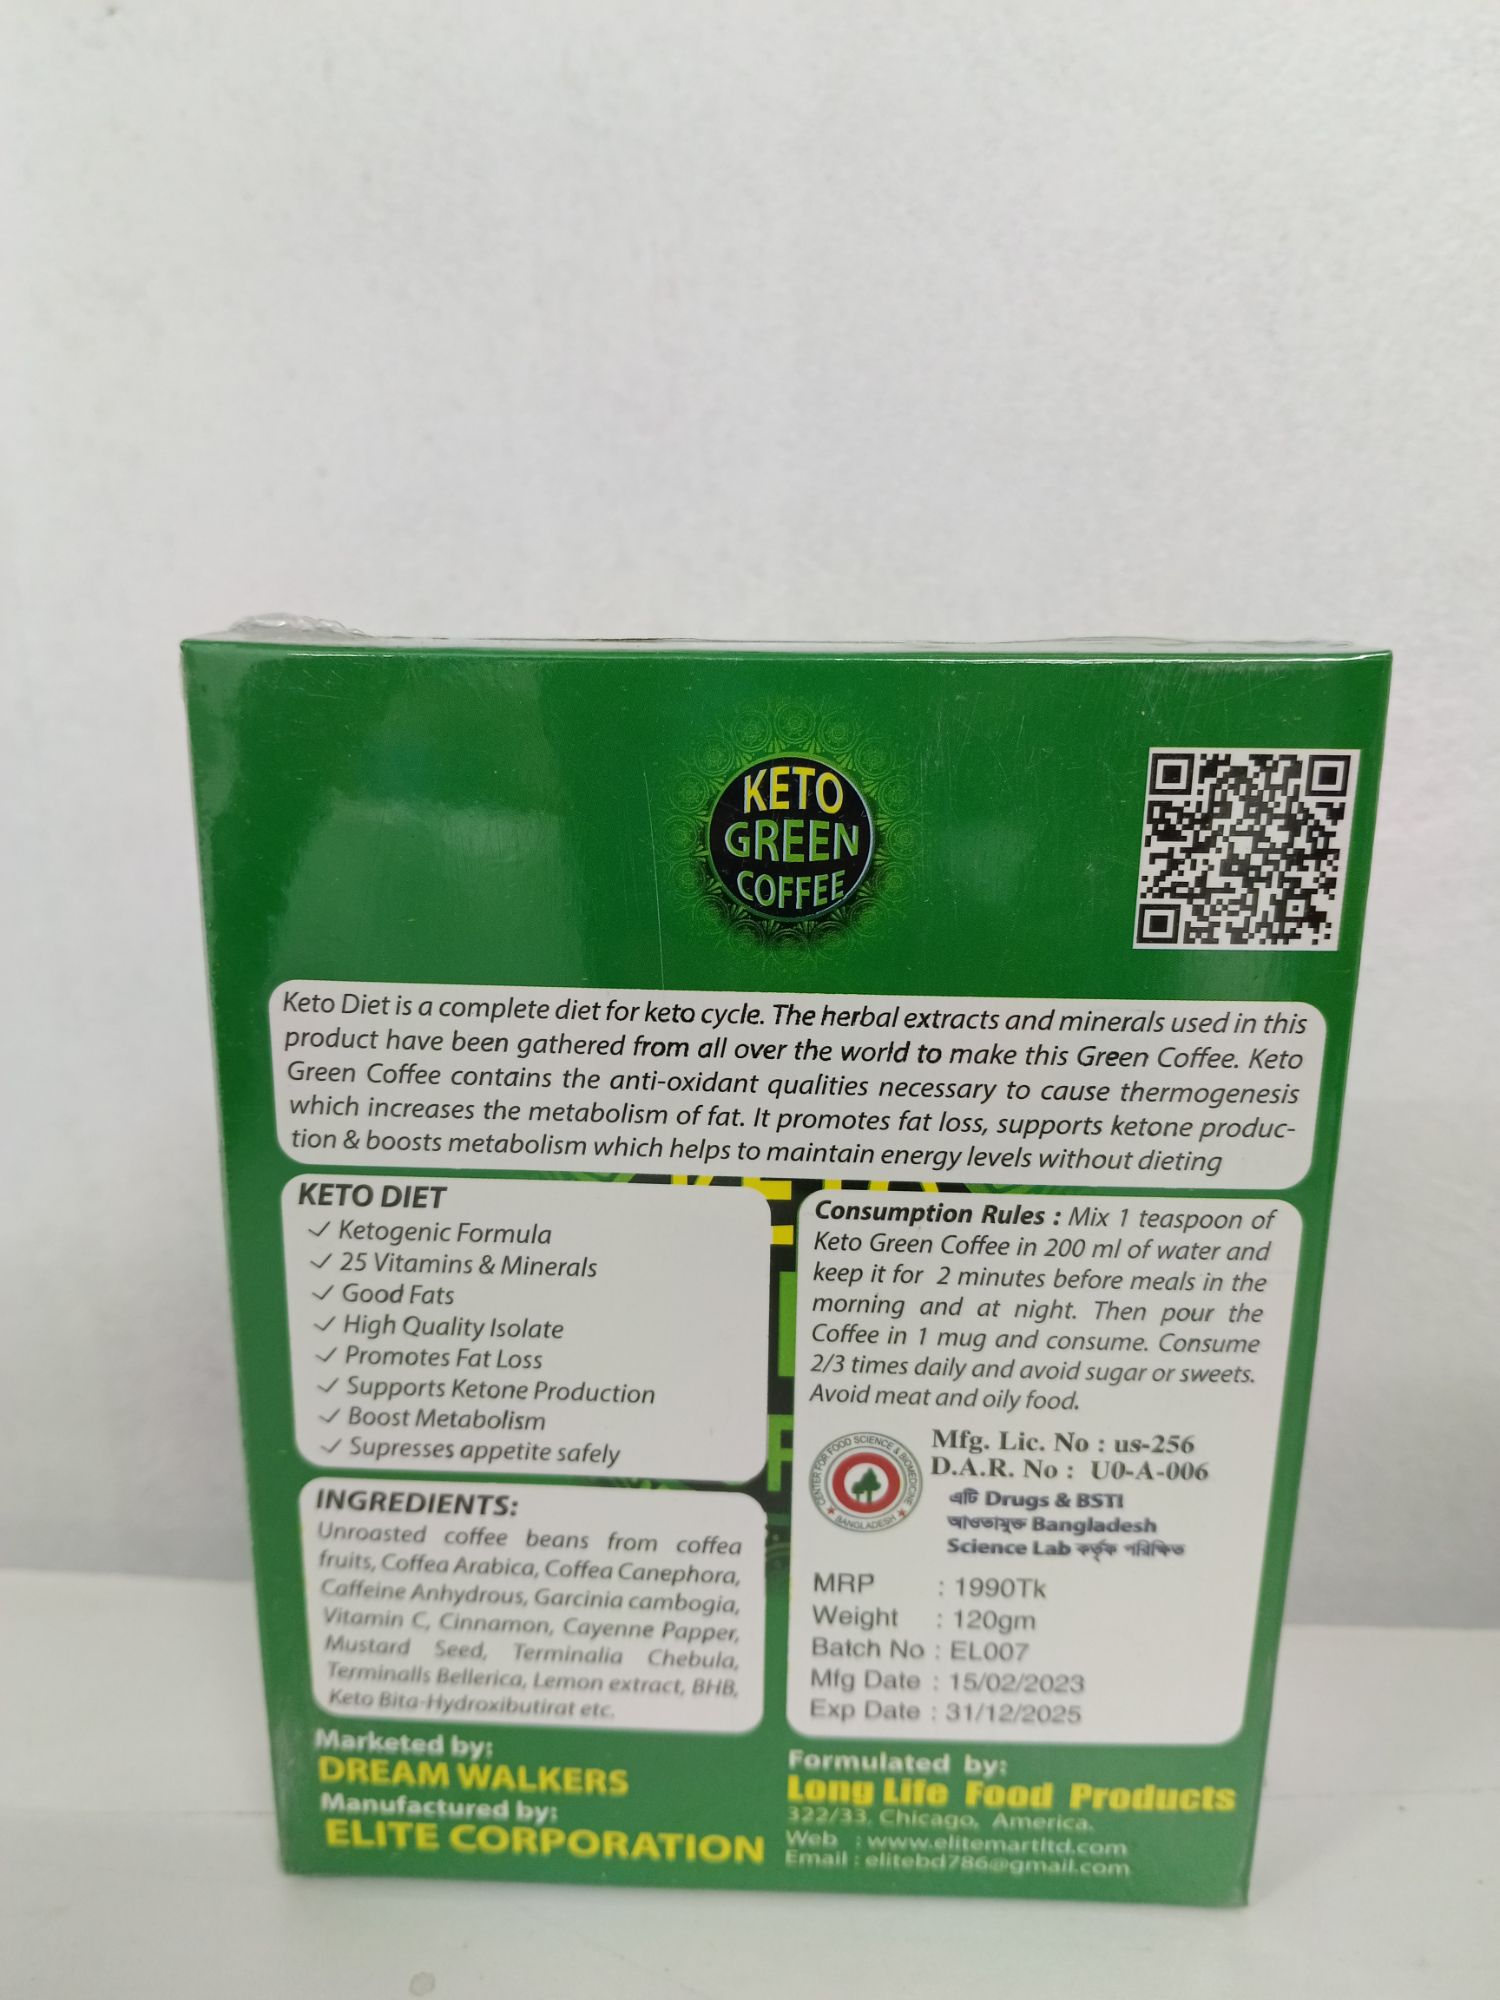 KETO
GREEN
COFFEE
Keto Diet is a complete diet for keto cycle. The herbal extracts and minerals used in this
product have been gathered from all over the world to make this Green Coffee. Keto
Green Coffee contains the anti-oxidant qualities necessary to cause thermogenesis
which increases the metabolism of fat. It promotes fat loss, supports ketone produc-
tion & boosts metabolism which helps to maintain energy levels without dieting
KETO DIET
✓ Ketogenic Formula
✓ 25 Vitamins & Minerals
✓ Good Fats
✓ High Quality Isolate
✓ Promotes Fat Loss
✓ Supports Ketone Production
✓ Boost Metabolism
✓ Supresses appetite safely
INGREDIENTS:
Unroasted coffee beans from coffea
fruits, Coffea Arabica, Coffea Canephora,
Caffeine Anhydrous, Garcinia cambogia,
Vitamin C, Cinnamon, Cayenne Papper,
Mustard Seed, Terminalia Chebula,
Terminalls Bellerica, Lemon extract, BHB,
Keto Bita-Hydroxibutirat etc.
Marketed by:
DREAM WALKERS
Manufactured by:
ELITE CORPORATION
Consumption Rules : Mix 1 teaspoon of
Keto Green Coffee in 200 ml of water and
keep it for 2 minutes before meals in the
morning and at night. Then pour the
Coffee in 1 mug and consume. Consume
2/3 times daily and avoid sugar or sweets.
Avoid meat and oily food.
CENTER FOR FOOD SCIENCE & BIOMEDICINE
BANGLADESH
Mfg. Lic. No : us-256
D.A.R. No : U0-A-006
এটি Drugs & BSTI
আওতামুক্ত Bangladesh
Science Lab কর্তৃক পরিক্ষিত
MRP : 1990Tk
Weight : 120gm
Batch No : EL007
Mfg Date : 15/02/2023
Exp Date : 31/12/2025
Formulated by:
Long Life Food Products
322/33, Chicago, America.
Web : www.elitemartltd.com
Email : elitebd786@gmail.com